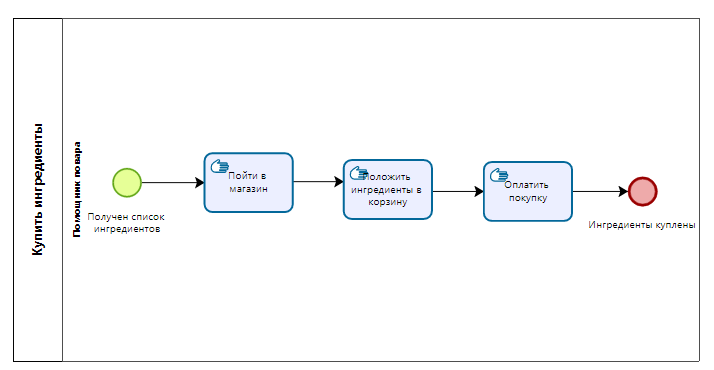 Купить ингредиенты
Помощник повара
Получен список
ингредиентов
Пойти в
магазин
Положить
ингредиенты в
корзину
Оплатить
покупку
Ингредиенты куплены